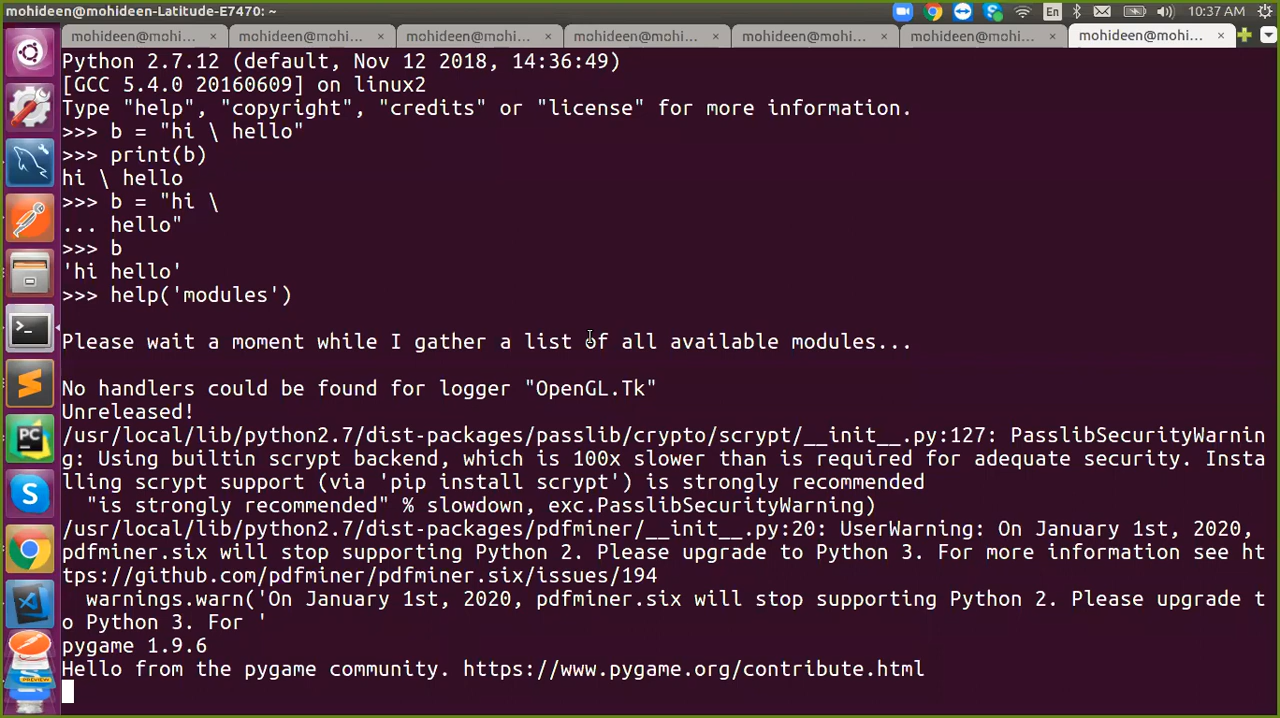 mohideen@mohideen-Latitude-E7470: ~
En
10:37 AM
mohideen@mohi... × mohideen@mohi... × mohideen@mohi... × mohideen@mohi... × mohideen@mohi... × mohideen@mohi... × mohideen@mohi... ×
Python 2.7.12 (default, Nov 12 2018, 14:36:49)
[GCC 5.4.0 20160609] on linux2
Type "help", "copyright", "credits" or "license" for more information.
>>> b = "hi \ hello"
>>> print(b)
hi \ hello
>>> b = "hi \
... hello"
>>> b
'hi hello'
>>> help('modules')
Please wait a moment while I gather a list of all available modules...
No handlers could be found for logger "OpenGL.Tk"
Unreleased!
/usr/local/lib/python2.7/dist-packages/passlib/crypto/scrypt/__init__.py:127: PasslibSecurityWarnin
g: Using builtin scrypt backend, which is 100x slower than is required for adequate security. Insta
lling scrypt support (via 'pip install scrypt') is strongly recommended
"is strongly recommended" % slowdown, exc.PasslibSecurityWarning)
/usr/local/lib/python2.7/dist-packages/pdfminer/__init__.py:20: UserWarning: On January 1st, 2020,
pdfminer.six will stop supporting Python 2. Please upgrade to Python 3. For more information see ht
tps://github.com/pdfminer/pdfminer.six/issues/194
warnings.warn('On January 1st, 2020, pdfminer.six will stop supporting Python 2. Please upgrade t
o Python 3. For '
pygame 1.9.6
Hello from the pygame community. https://www.pygame.org/contribute.html
>_
PC
S
PREVIEW